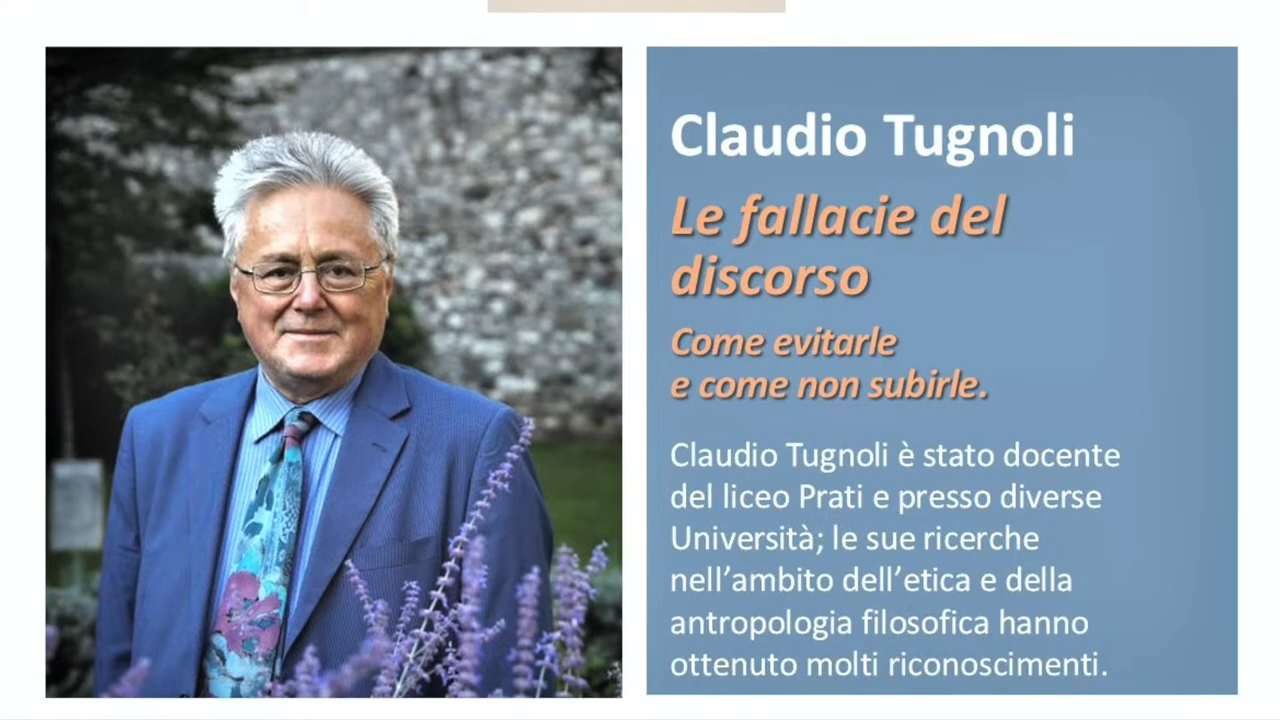 Claudio Tugnoli
Le fallacie del
discorso
Come evitarle
e come non subirle.
Claudio Tugnoli è stato docente
del liceo Prati e presso diverse
Università; le sue ricerche
nell’ambito dell’etica e della
antropologia filosofica hanno
ottenuto molti riconoscimenti.